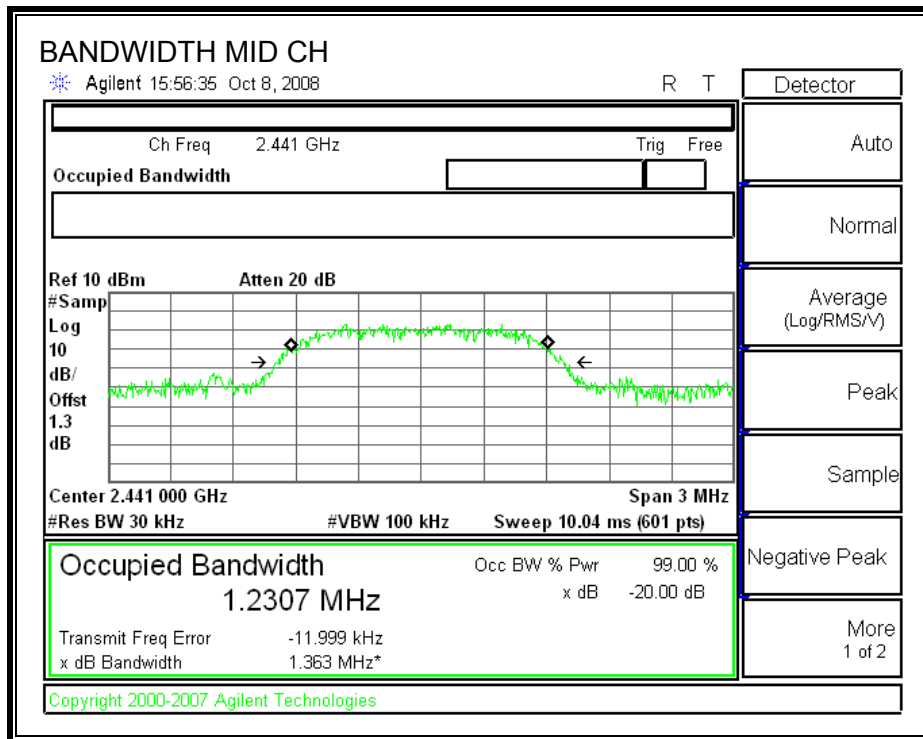 BANDWIDTH MID CH
Agilent 15:56:35 Oct 8, 2008 R T
Detector
Ch Freq 2.441 GHz Trig Free
Occupied Bandwidth
Auto
Normal
Average
(Log/RMS/V)
Peak
Sample
Negative Peak
More
1 of 2
Ref 10 dBm Atten 20 dB
#Samp
Log
10
dB/
Offst
1.3
dB
Center 2.441 000 GHz Span 3 MHz
#Res BW 30 kHz #VBW 100 kHz Sweep 10.04 ms (601 pts)
Occupied Bandwidth
1.2307 MHz
Occ BW % Pwr 99.00 %
x dB -20.00 dB
Transmit Freq Error -11.999 kHz
x dB Bandwidth 1.363 MHz*
Copyright 2000-2007 Agilent Technologies